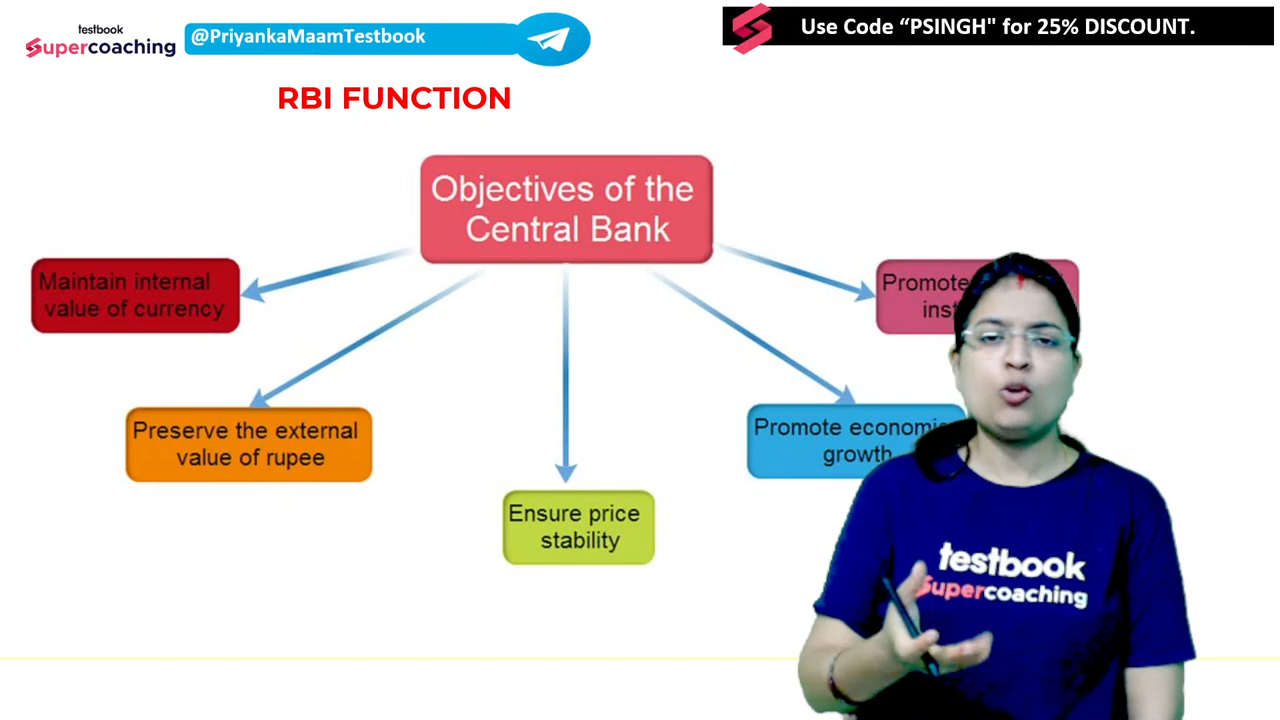 testbook
Supercoaching
@PriyankaMaamTestbook
Use Code “PSINGH" for 25% DISCOUNT.
RBI FUNCTION
Objectives of the
Central Bank
Maintain internal
value of currency
Promote
Preserve the external
value of rupee
Promote economic
growth
Ensure price
stability
testbook
Supercoaching